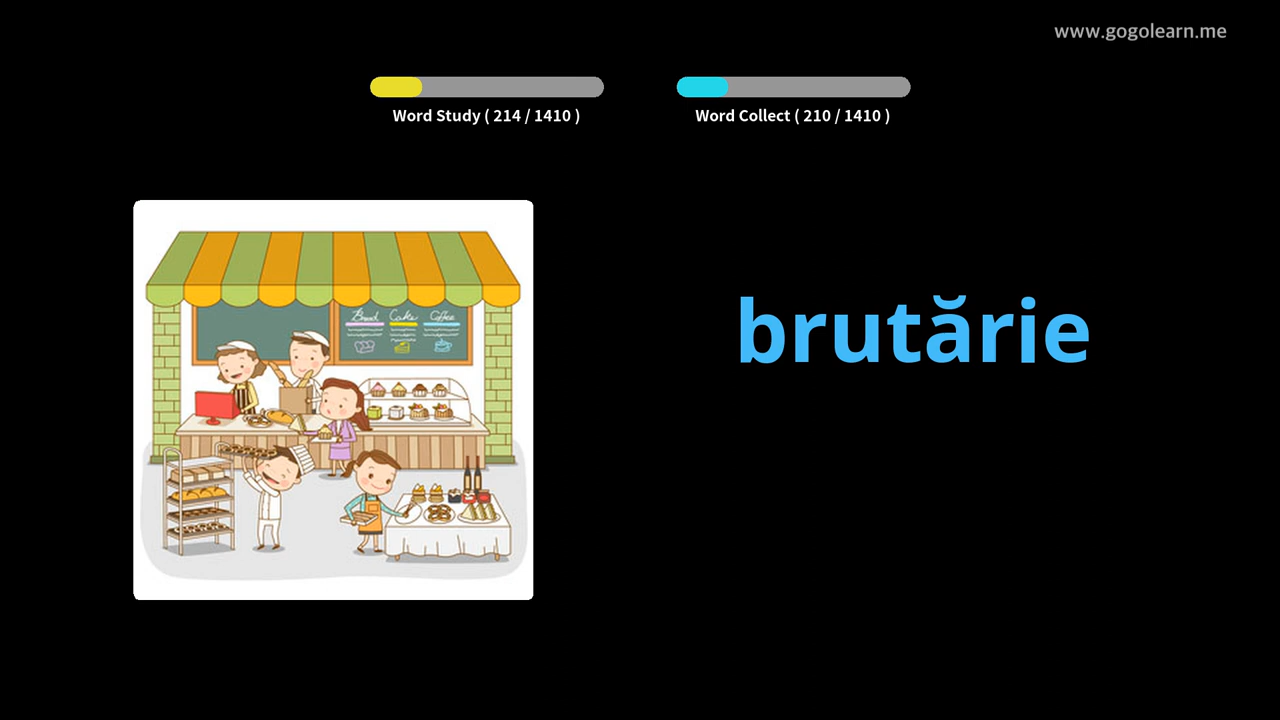 www.gogolearn.me
Word Study ( 214 / 1410 )
Word Collect ( 210 / 1410 )
Bread Cake Coffee
brutărie